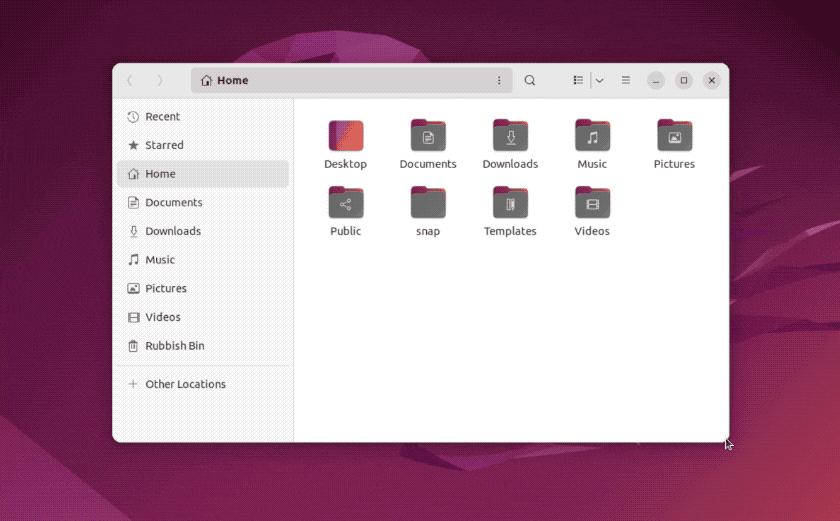 Home
Recent
Starred
Home
Documents
Downloads
Music
Pictures
Videos
Rubbish Bin
Other Locations
Desktop
Documents
Downloads
Music
Pictures
Public
snap
Templates
Videos